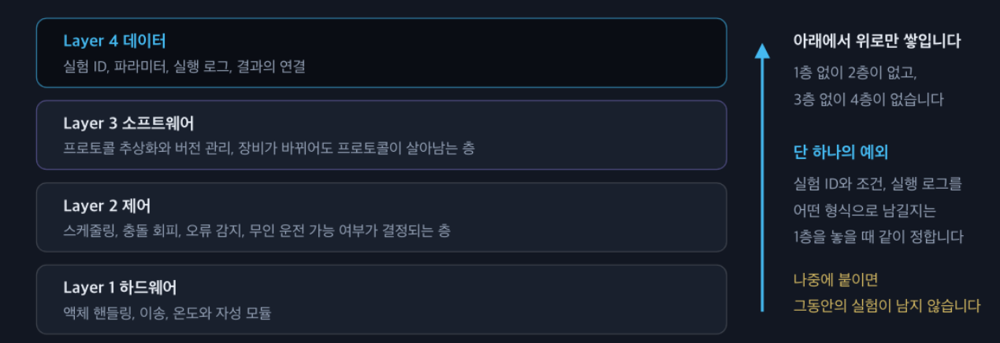 Layer 4 데이터
실험 ID, 파라미터, 실행 로그, 결과의 연결
Layer 3 소프트웨어
프로토콜 추상화와 버전 관리, 장비가 바뀌어도 프로토콜이 살아남는 층
Layer 2 제어
스케줄링, 충돌 회피, 오류 감지, 무인 운전 가능 여부가 결정되는 층
Layer 1 하드웨어
액체 핸들링, 이송, 온도와 자성 모듈
아래에서 위로만 쌓입니다
1층 없이 2층이 없고,
3층 없이 4층이 없습니다
단 하나의 예외
실험 ID와 조건, 실행 로그를
어떤 형식으로 남길지는
1층을 놓을 때 같이 정합니다
나중에 붙이면
그동안의 실험이 남지 않습니다